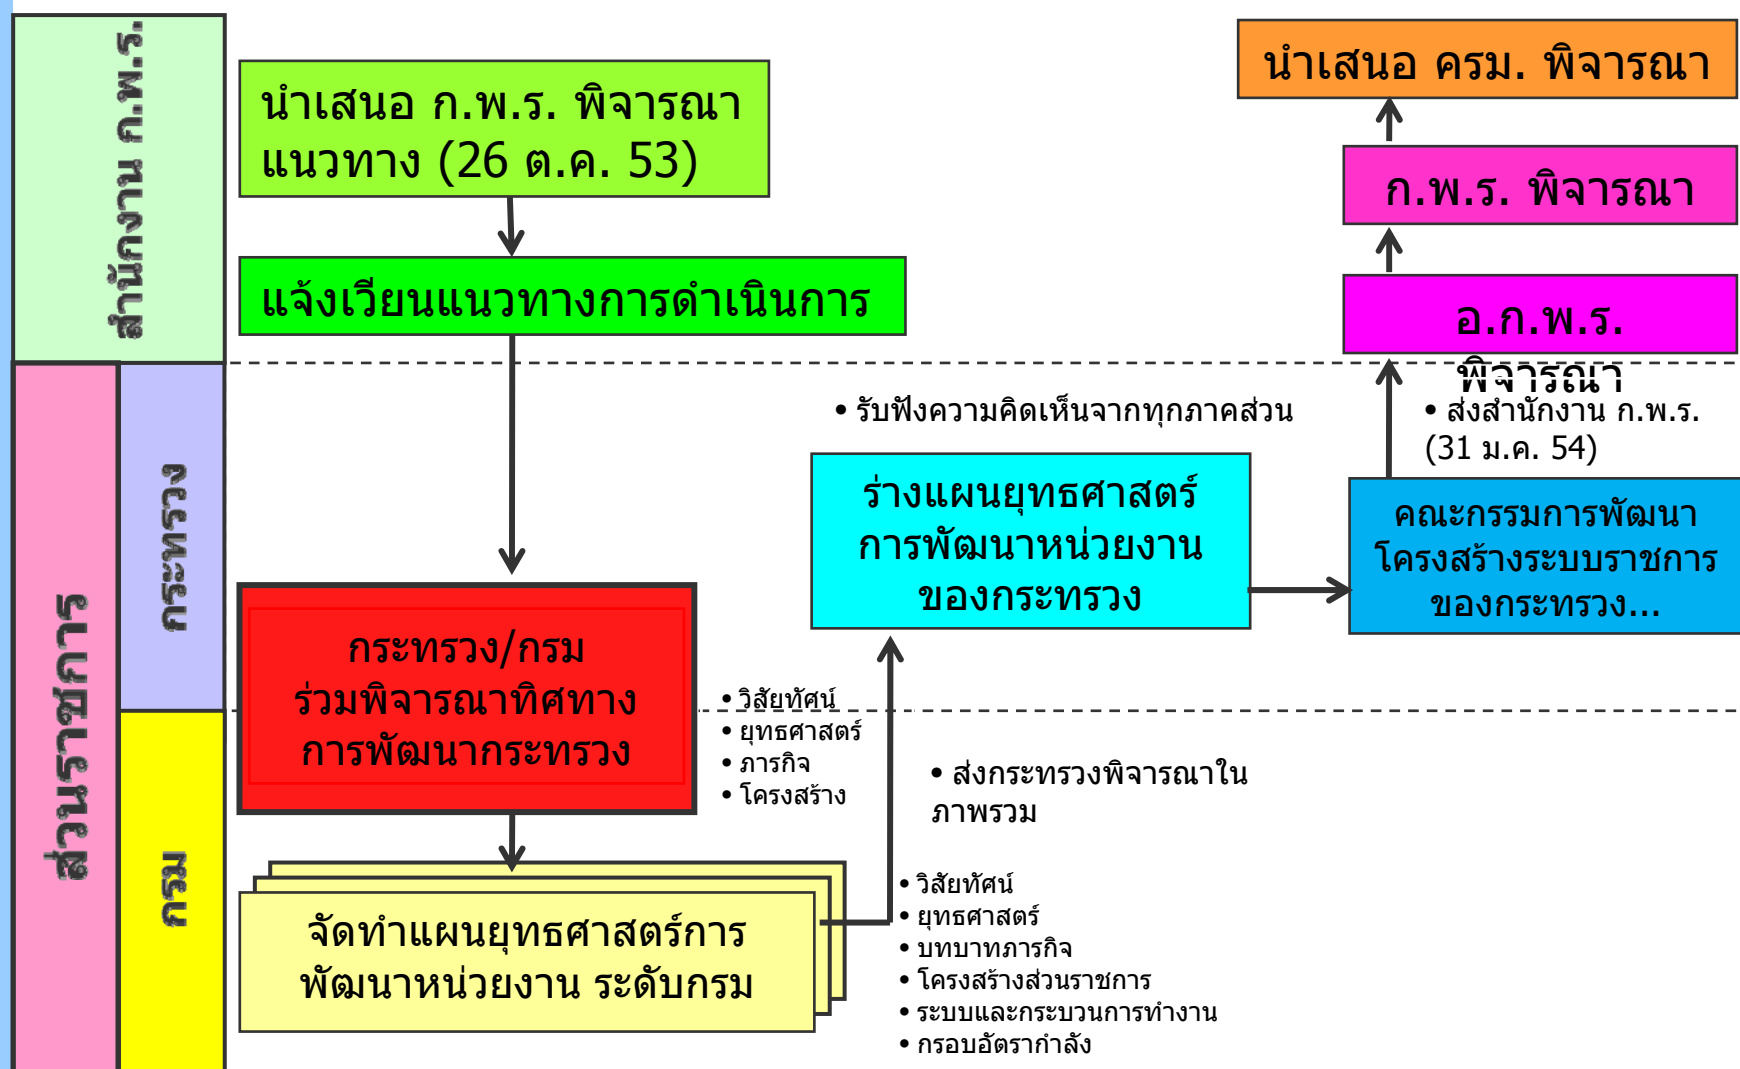 สำนักงาน ก.พ.ร.
ส่วนราชการ
กระทรวง
กรม
นำเสนอ ก.พ.ร. พิจารณา
แนวทาง (26 ต.ค. 53)
แจ้งเวียนแนวทางการดำเนินการ
กระทรวง/กรม
ร่วมพิจารณาทิศทาง
การพัฒนากระทรวง
• วิสัยทัศน์
• ยุทธศาสตร์
• ภารกิจ
• โครงสร้าง
จัดทำแผนยุทธศาสตร์การ
พัฒนาหน่วยงาน ระดับกรม
• วิสัยทัศน์
• ยุทธศาสตร์
• บทบาทภารกิจ
• โครงสร้างส่วนราชการ
• ระบบและกระบวนการทำงาน
• กรอบอัตรากำลัง
• ส่งกระทรวงพิจารณาใน
ภาพรวม
• รับฟังความคิดเห็นจากทุกภาคส่วน
ร่างแผนยุทธศาสตร์
การพัฒนาหน่วยงาน
ของกระทรวง
คณะกรรมการพัฒนา
โครงสร้างระบบราชการ
ของกระทรวง...
• ส่งสำนักงาน ก.พ.ร.
(31 ม.ค. 54)
อ.ก.พ.ร.
พิจารณา
ก.พ.ร. พิจารณา
นำเสนอ ครม. พิจารณา